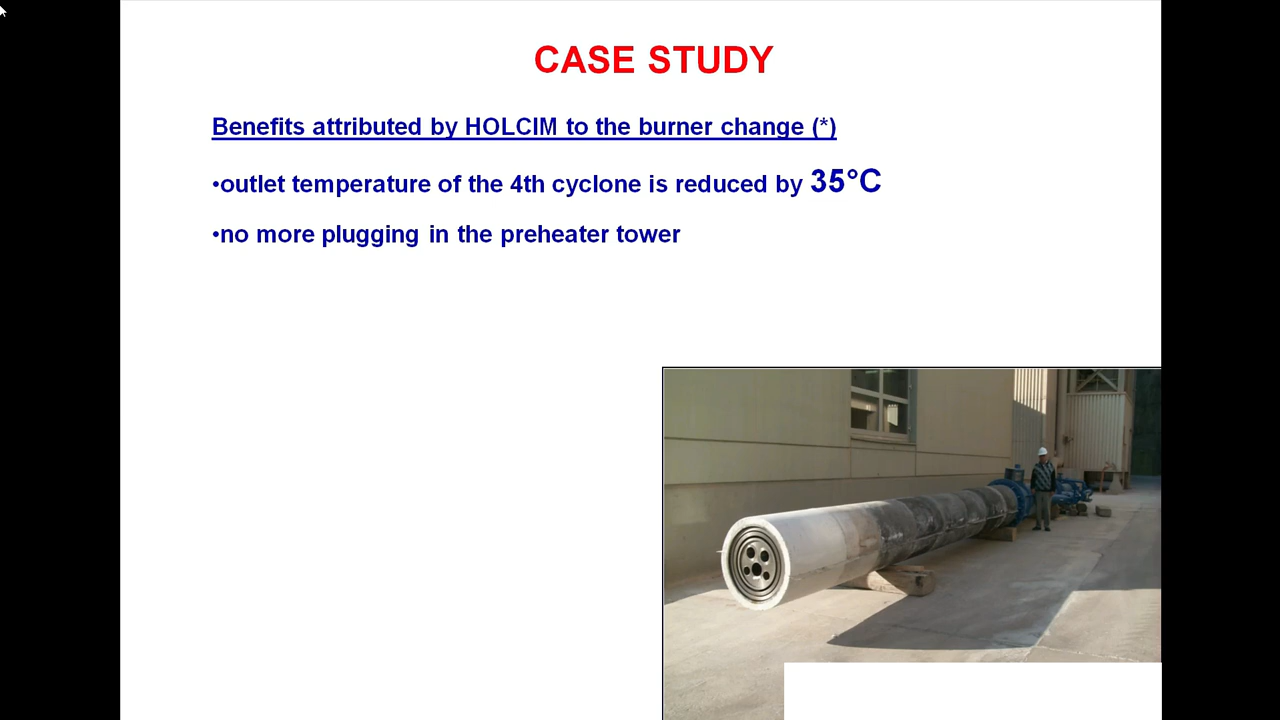 CASE STUDY
Benefits attributed by HOLCIM to the burner change (*)
•outlet temperature of the 4th cyclone is reduced by 35°C
•no more plugging in the preheater tower